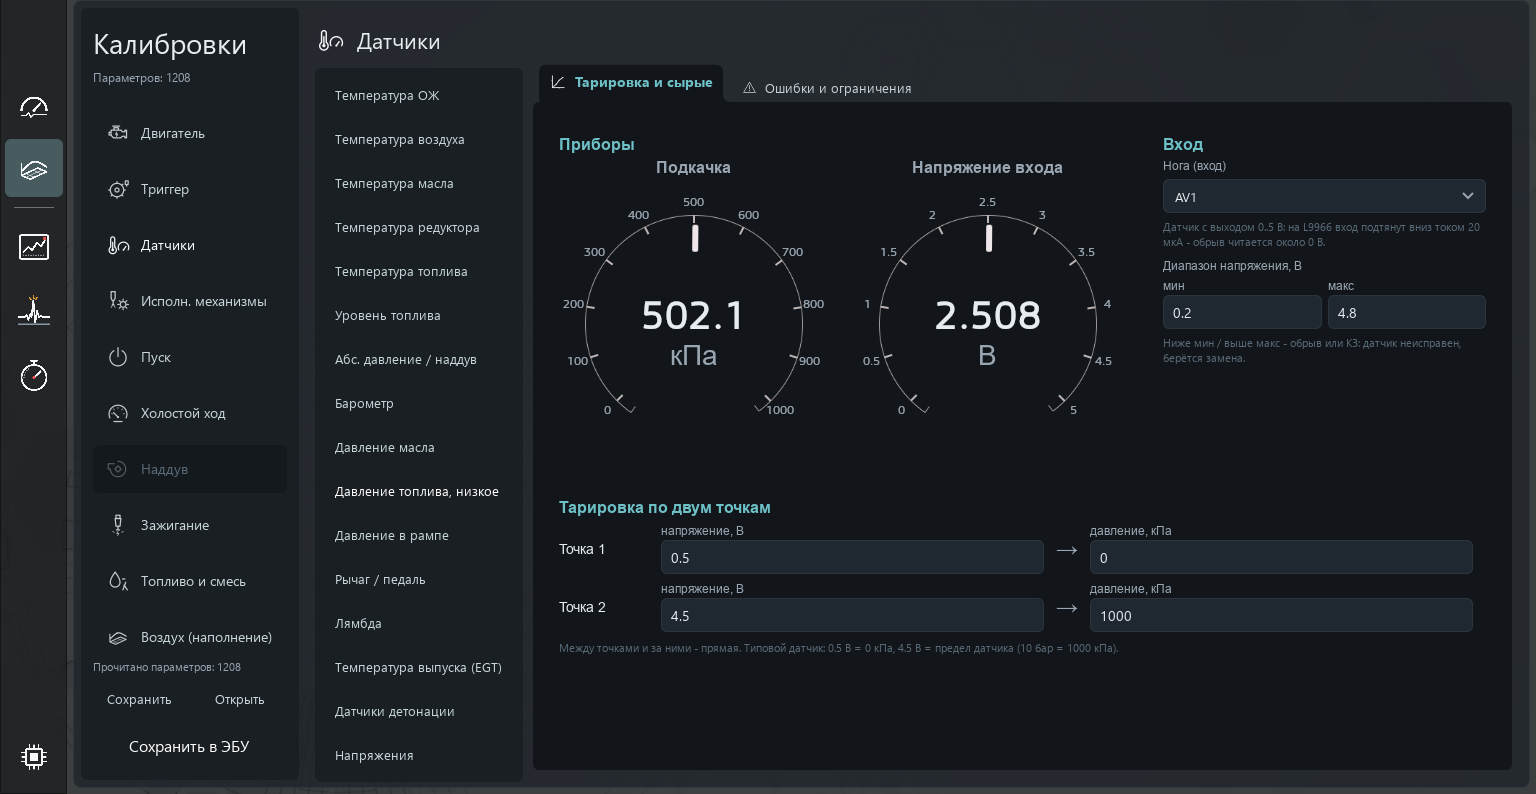 Калибровки
Параметров: 1208
Двигатель
Триггер
Датчики
Исполн. механизмы
Пуск
Холостой ход
Наддув
Зажигание
Топливо и смесь
Воздух (наполнение)
Прочитано параметров: 1208
Сохранить
Открыть
Сохранить в ЭБУ
Датчики
Температура ОЖ
Температура воздуха
Температура масла
Температура редуктора
Температура топлива
Уровень топлива
Абс. давление / наддув
Барометр
Давление масла
Давление топлива, низкое
Давление в рампе
Рычаг / педаль
Лямбда
Температура выпуска (EGT)
Датчики детонации
Напряжения
Тарировка и сырые
Ошибки и ограничения
Приборы
Подкачка
0
100
200
300
400
500
600
700
800
900
1000
502.1
кПа
Напряжение входа
0
0.5
1
1.5
2
2.5
3
3.5
4
4.5
5
2.508
В
Вход
Нога (вход)
AV1
Датчик с выходом 0..5 В: на L9966 вход подтянут вниз током 20
мкА - обрыв читается около 0 В.
Диапазон напряжения, В
мин
макс
0.2
4.8
Ниже мин / выше макс - обрыв или КЗ: датчик неисправен,
берётся замена.
Тарировка по двум точкам
напряжение, В
давление, кПа
Точка 1
0.5
→
0
напряжение, В
давление, кПа
Точка 2
4.5
→
1000
Между точками и за ними - прямая. Типовой датчик: 0.5 В = 0 кПа, 4.5 В = предел датчика (10 бар = 1000 кПа).